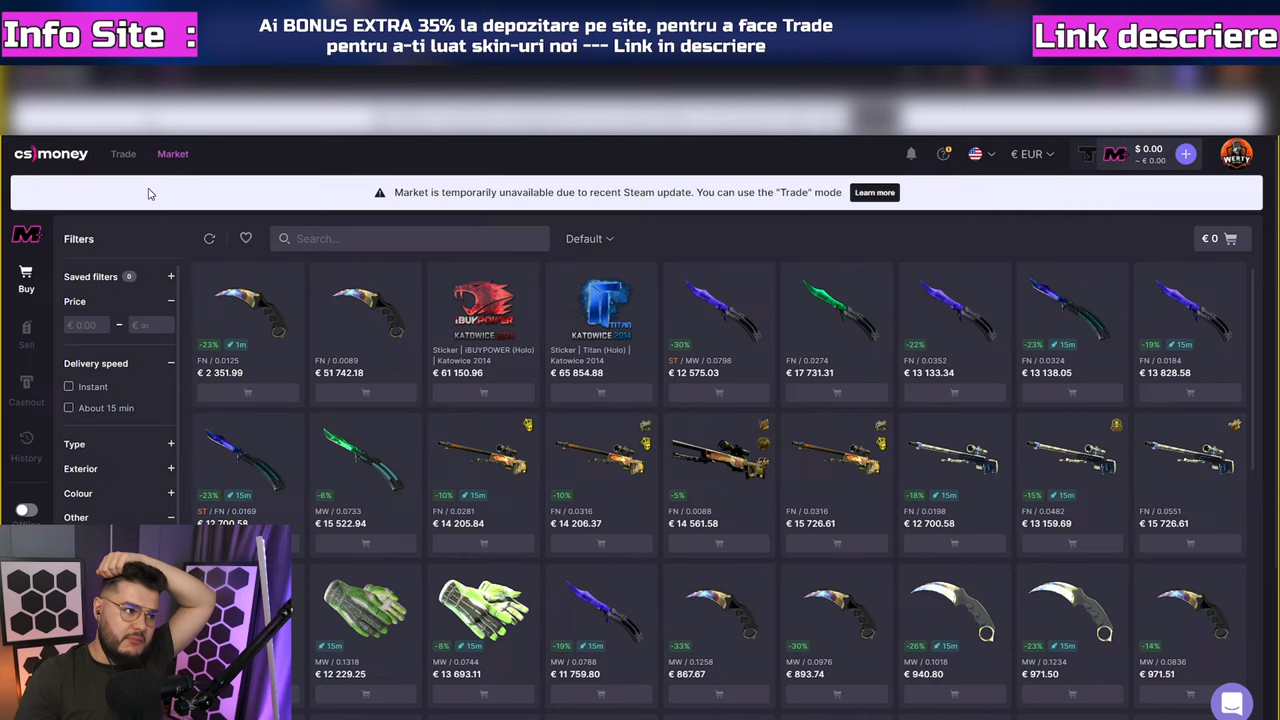 Info Site :
Ai BONUS EXTRA 35% la depozitare pe site, pentru a face Trade
pentru a-ti luat skin-uri noi --- Link in descriere
Link descriere
cs)money Trade Market
€ EUR
$ 0.00
~ € 0.00
WERTY
Market is temporarily unavailable due to recent Steam update. You can use the "Trade" mode Learn more
Filters
Search...
Default
€ 0
Buy
Sell
Cashout
History
Saved filters 0 +
Price −
€ 0.00 – € ∞
Delivery speed −
Instant
About 15 min
Type +
Exterior +
Colour +
Other +
-23% 1m
FN / 0.0125
€ 2 351.99
FN / 0.0089
€ 51 742.18
iBUYPOWER
KATOWICE 2014
Sticker | iBUYPOWER (Holo)
| Katowice 2014
€ 61 150.96
TITAN
KATOWICE 2014
Sticker | Titan (Holo) |
Katowice 2014
€ 65 854.88
-30%
ST / MW / 0.0798
€ 12 575.03
FN / 0.0274
€ 17 731.31
-22%
FN / 0.0352
€ 13 133.34
-23% 15m
FN / 0.0324
€ 13 138.05
-19% 15m
FN / 0.0184
€ 13 828.58
-23% 15m
ST / FN / 0.0169
€ 12 700.58
-6%
MW / 0.0733
€ 15 522.94
-10% 15m
FN / 0.0281
€ 14 205.84
-10%
FN / 0.0316
€ 14 206.37
-5%
FN / 0.0088
€ 14 561.58
FN / 0.0316
€ 15 726.61
-18% 15m
FN / 0.0198
€ 12 700.58
-15% 15m
FN / 0.0482
€ 13 159.69
FN / 0.0551
€ 15 726.61
15m
MW / 0.1318
€ 12 229.25
-8% 15m
MW / 0.0744
€ 13 693.11
-19% 15m
MW / 0.0788
€ 11 759.80
-33%
MW / 0.1258
€ 867.67
-30%
MW / 0.0976
€ 893.74
-26% 15m
MW / 0.1018
€ 940.80
-23% 15m
MW / 0.1234
€ 971.50
-14%
MW / 0.0836
€ 971.51